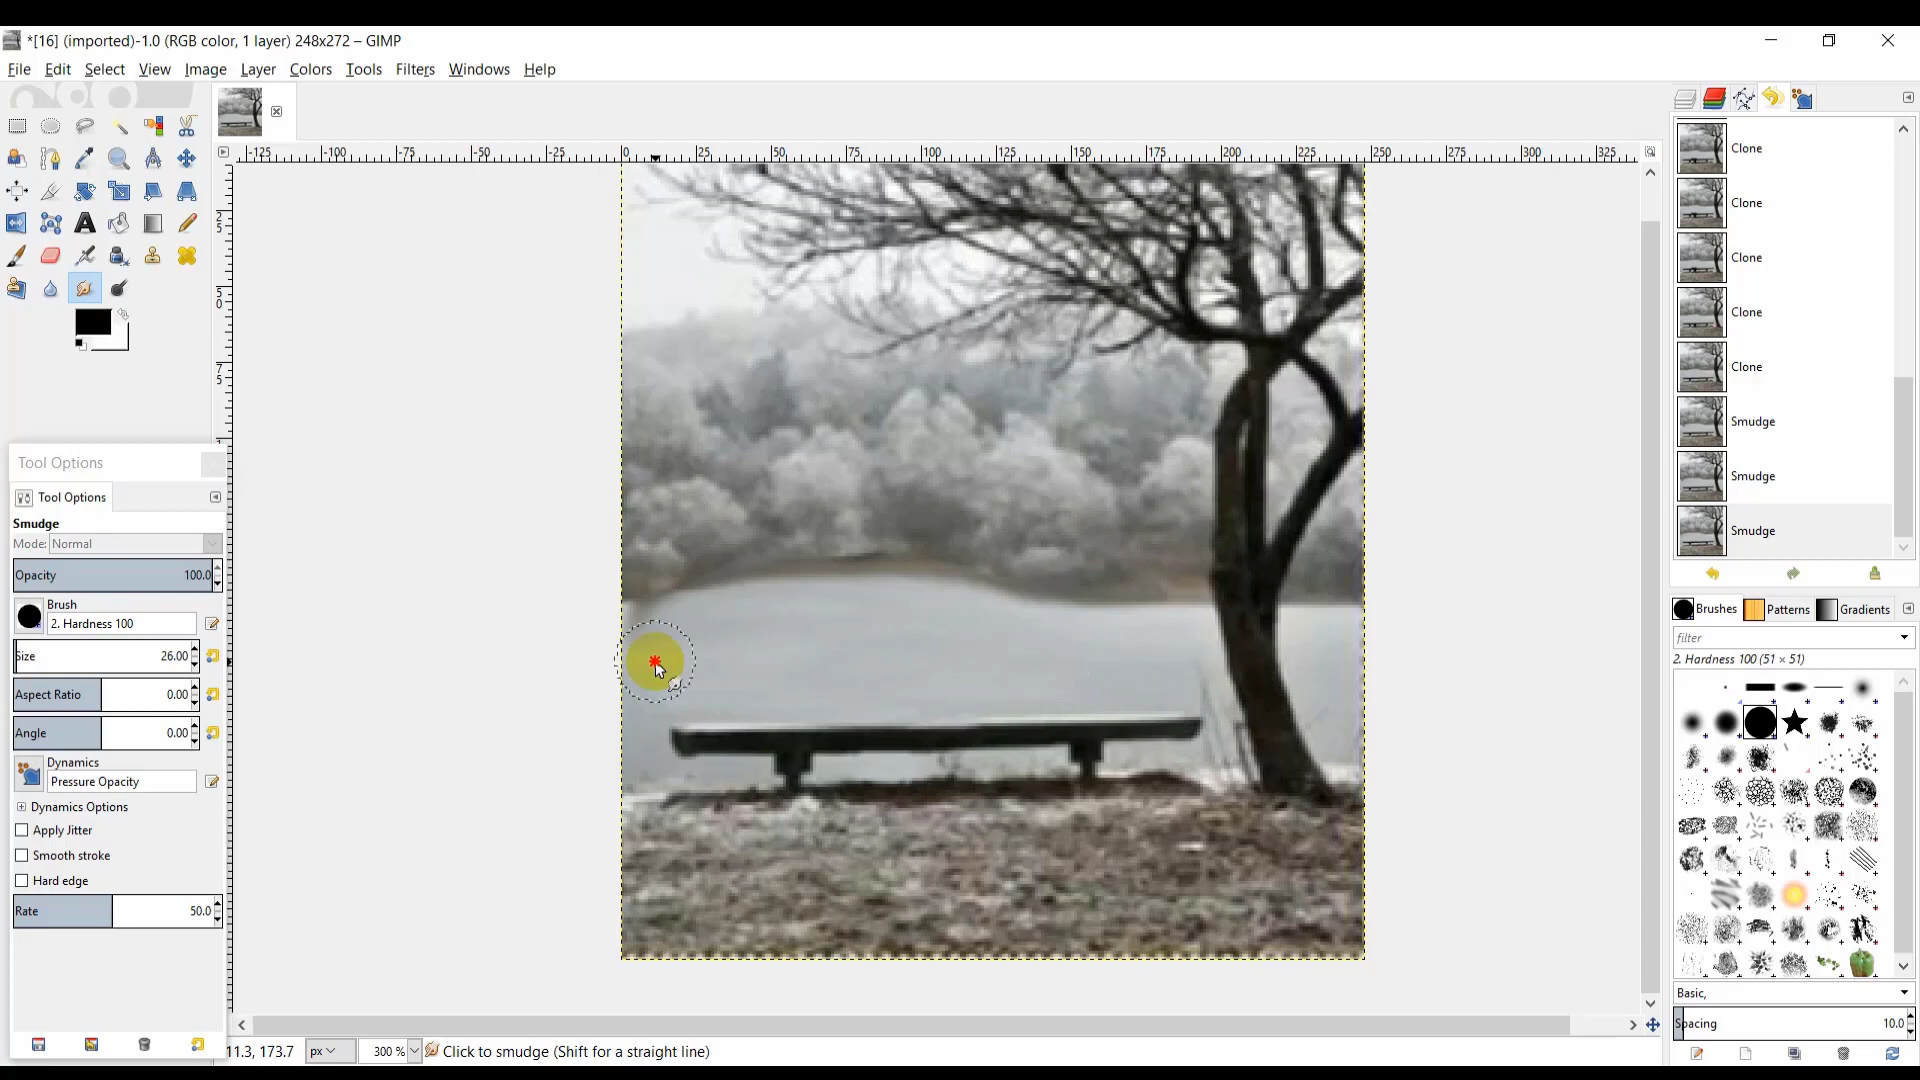 *[16] (imported)-1.0 (RGB color, 1 layer) 248x272 – GIMP
File Edit Select View Image Layer Colors Tools Filters Windows Help
-125 -100 -75 -50 -25 0 25 50 75 100 125 150 175 200 225 250 275 300 325
25
50
75
Tool Options
Tool Options
Smudge
Mode: Normal
Opacity 100.0
Brush
2. Hardness 100
Size 26.00
Aspect Ratio 0.00
Angle 0.00
Dynamics
Pressure Opacity
Dynamics Options
Apply Jitter
Smooth stroke
Hard edge
Rate 50.0
11.3, 173.7 px 300 % Click to smudge (Shift for a straight line)
Clone
Clone
Clone
Clone
Clone
Smudge
Smudge
Smudge
Brushes Patterns Gradients
filter
2. Hardness 100 (51 × 51)
Basic,
Spacing 10.0